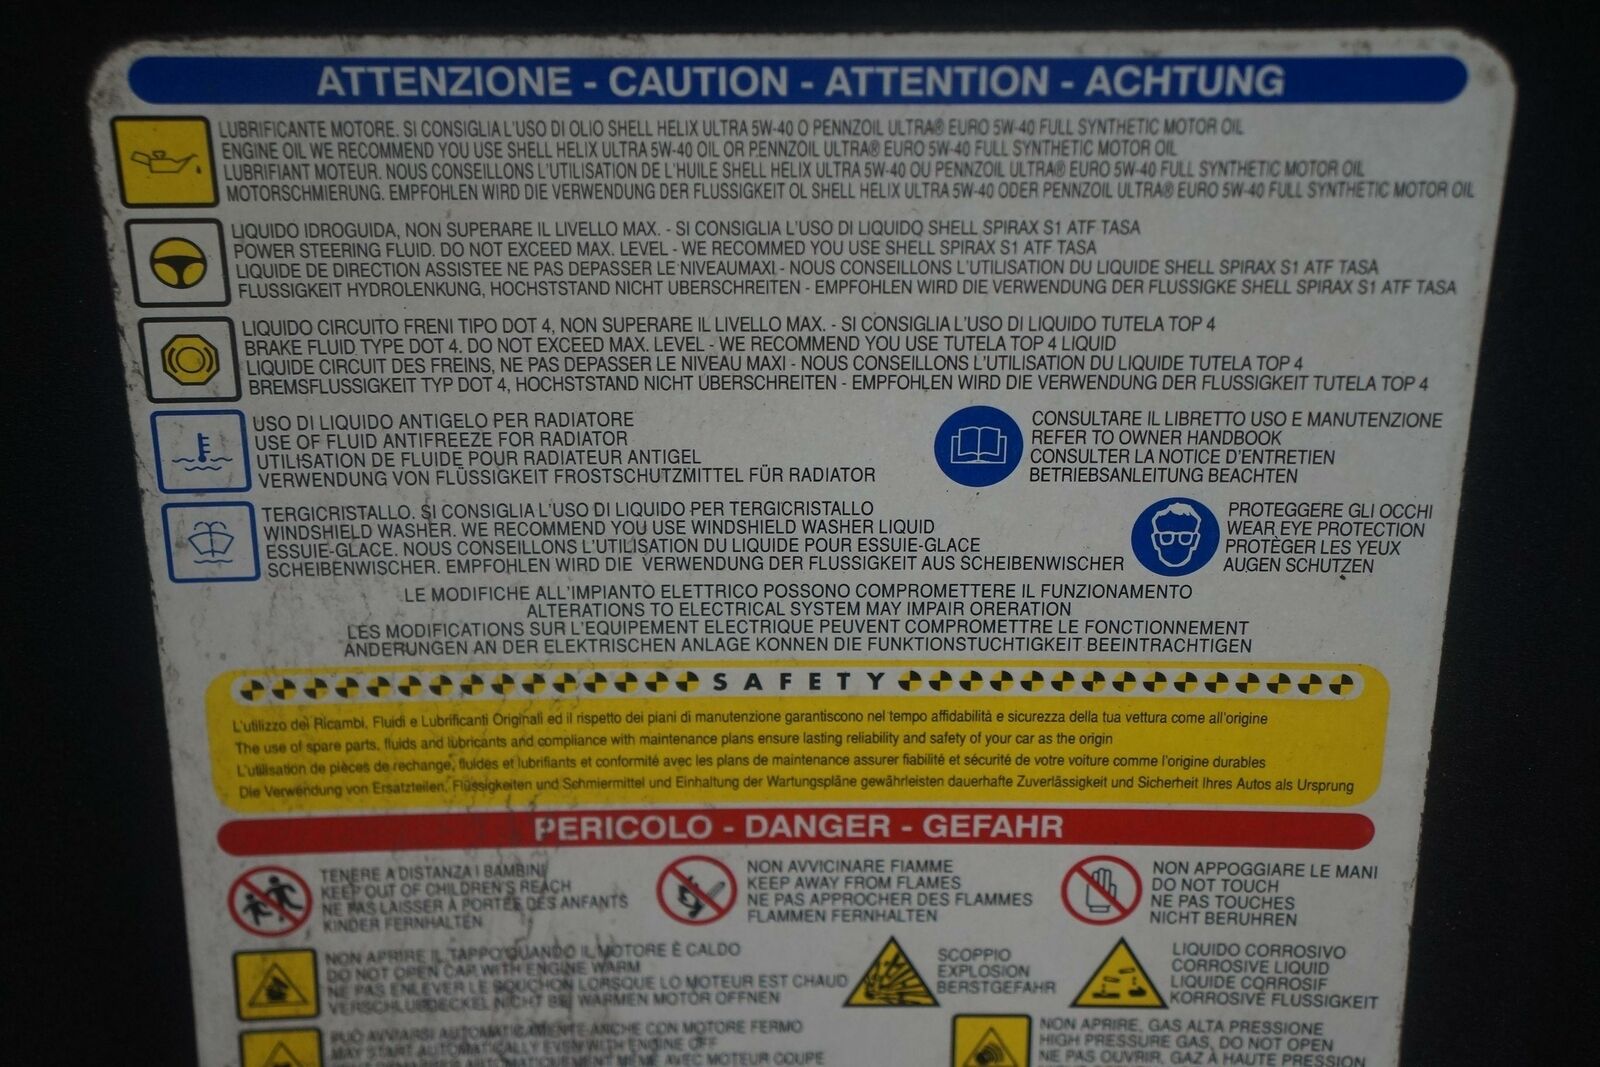 ATTENZIONE - CAUTION - ATTENTION - ACHTUNG
LUBRIFICANTE MOTORE. SI CONSIGLIA L'USO DI OLIO SHELL HELIX ULTRA 5W-40 O PENNZOIL ULTRA® EURO 5W-40 FULL SYNTHETIC MOTOR OIL
ENGINE OIL WE RECOMMEND YOU USE SHELL HELIX ULTRA 5W-40 OIL OR PENNZOIL ULTRA® EURO 5W-40 FULL SYNTHETIC MOTOR OIL
LUBRIFIANT MOTEUR. NOUS CONSEILLONS L'UTILISATION DE L'HUILE SHELL HELIX ULTRA 5W-40 OU PENNZOIL ULTRA® EURO 5W-40 FULL SYNTHETIC MOTOR OIL
MOTORSCHMIERUNG. EMPFOHLEN WIRD DIE VERWENDUNG DER FLUSSIGKEIT OL SHELL HELIX ULTRA 5W-40 ODER PENNZOIL ULTRA® EURO 5W-40 FULL SYNTHETIC MOTOR OIL
LIQUIDO IDROGUIDA, NON SUPERARE IL LIVELLO MAX. - SI CONSIGLIA L'USO DI LIQUIDO SHELL SPIRAX S1 ATF TASA
POWER STEERING FLUID. DO NOT EXCEED MAX. LEVEL - WE RECOMMED YOU USE SHELL SPIRAX S1 ATF TASA
LIQUIDE DE DIRECTION ASSISTEE NE PAS DEPASSER LE NIVEAUMAXI - NOUS CONSEILLONS L'UTILISATION DU LIQUIDE SHELL SPIRAX S1 ATF TASA
FLUSSIGKEIT HYDROLENKUNG, HOCHSTSTAND NICHT UBERSCHREITEN - EMPFOHLEN WIRD DIE VERWENDUNG DER FLUSSIGKE SHELL SPIRAX S1 ATF TASA
LIQUIDO CIRCUITO FRENI TIPO DOT 4, NON SUPERARE IL LIVELLO MAX. - SI CONSIGLIA L'USO DI LIQUIDO TUTELA TOP 4
BRAKE FLUID TYPE DOT 4. DO NOT EXCEED MAX. LEVEL - WE RECOMMEND YOU USE TUTELA TOP 4 LIQUID
LIQUIDE CIRCUIT DES FREINS, NE PAS DEPASSER LE NIVEAU MAXI - NOUS CONSEILLONS L'UTILISATION DU LIQUIDE TUTELA TOP 4
BREMSFLUSSIGKEIT TYP DOT 4, HOCHSTSTAND NICHT UBERSCHREITEN - EMPFOHLEN WIRD DIE VERWENDUNG DER FLUSSIGKEIT TUTELA TOP 4
USO DI LIQUIDO ANTIGELO PER RADIATORE
USE OF FLUID ANTIFREEZE FOR RADIATOR
UTILISATION DE FLUIDE POUR RADIATEUR ANTIGEL
VERWENDUNG VON FLÜSSIGKEIT FROSTSCHUTZMITTEL FÜR RADIATOR
CONSULTARE IL LIBRETTO USO E MANUTENZIONE
REFER TO OWNER HANDBOOK
CONSULTER LA NOTICE D'ENTRETIEN
BETRIEBSANLEITUNG BEACHTEN
TERGICRISTALLO. SI CONSIGLIA L'USO DI LIQUIDO PER TERGICRISTALLO
WINDSHIELD WASHER. WE RECOMMEND YOU USE WINDSHIELD WASHER LIQUID
ESSUIE-GLACE. NOUS CONSEILLONS L'UTILISATION DU LIQUIDE POUR ESSUIE-GLACE
SCHEIBENWISCHER. EMPFOHLEN WIRD DIE VERWENDUNG DER FLUSSIGKEIT AUS SCHEIBENWISCHER
PROTEGGERE GLI OCCHI
WEAR EYE PROTECTION
PROTÈGER LES YEUX
AUGEN SCHUTZEN
LE MODIFICHE ALL'IMPIANTO ELETTRICO POSSONO COMPROMETTERE IL FUNZIONAMENTO
ALTERATIONS TO ELECTRICAL SYSTEM MAY IMPAIR ORERATION
LES MODIFICATIONS SUR L'EQUIPEMENT ELECTRIQUE PEUVENT COMPROMETTRE LE FONCTIONNEMENT
ANDERUNGEN AN DER ELEKTRISCHEN ANLAGE KONNEN DIE FUNKTIONSTUCHTIGKEIT BEEINTRACHTIGEN
SAFETY
L'utilizzo dei Ricambi, Fluidi e Lubrificanti Originali ed il rispetto dei piani di manutenzione garantiscono nel tempo affidabilità e sicurezza della tua vettura come all'origine
The use of spare parts, fluids and lubricants and compliance with maintenance plans ensure lasting reliability and safety of your car as the origin
L'utilisation de pièces de rechange, fluides et lubrifiants et conformité avec les plans de maintenance assurer fiabilité et sécurité de votre voiture comme l'origine durables
Die Verwendung von Ersatzteilen, Flüssigkeiten und Schmiermittel und Einhaltung der Wartungspläne gewährleisten dauerhafte Zuverlässigkeit und Sicherheit Ihres Autos als Ursprung
PERICOLO - DANGER - GEFAHR
TENERE A DISTANZA I BAMBINI
KEEP OUT OF CHILDREN'S REACH
NE PAS LAISSER A PORTEE DES ANFANTS
KINDER FERNHALTEN
NON AVVICINARE FIAMME
KEEP AWAY FROM FLAMES
NE PAS APPROCHER DES FLAMMES
FLAMMEN FERNHALTEN
NON APPOGGIARE LE MANI
DO NOT TOUCH
NE PAS TOUCHES
NICHT BERUHREN
NON APRIRE IL TAPPO QUANDO IL MOTORE È CALDO
DO NOT OPEN CAP WITH ENGINE WARM
NE PAS ENLEVER LE BOUCHON LORSQUE LO MOTEUR EST CHAUD
VERSCHLUBDECKEL NICHT BEI WARMEN MOTOR OFFNEN
SCOPPIO
EXPLOSION
BERSTGEFAHR
LIQUIDO CORROSIVO
CORROSIVE LIQUID
LIQUIDE CORROSIF
KORROSIVE FLUSSIGKEIT
PUÒ AVVIARSI AUTOMATICAMENTE ANCHE CON MOTORE FERMO
MAY START AUTOMATICALLY EVEN WITH ENGINE OFF
AUTOMATIQUEMENT MÊME AVEC MOTEUR COUPE
NON APRIRE, GAS ALTA PRESSIONE
HIGH PRESSURE GAS, DO NOT OPEN
NE PAS OUVRIR, GAZ À HAUTE PRESSION